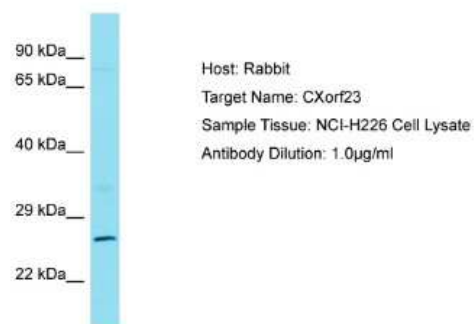 90 kDa
65 kDa
40 kDa
29 kDa
22 kDa
Host: Rabbit
Target Name: CXorf23
Sample Tissue: NCI-H226 Cell Lysate
Antibody Dilution: 1.0µg/ml